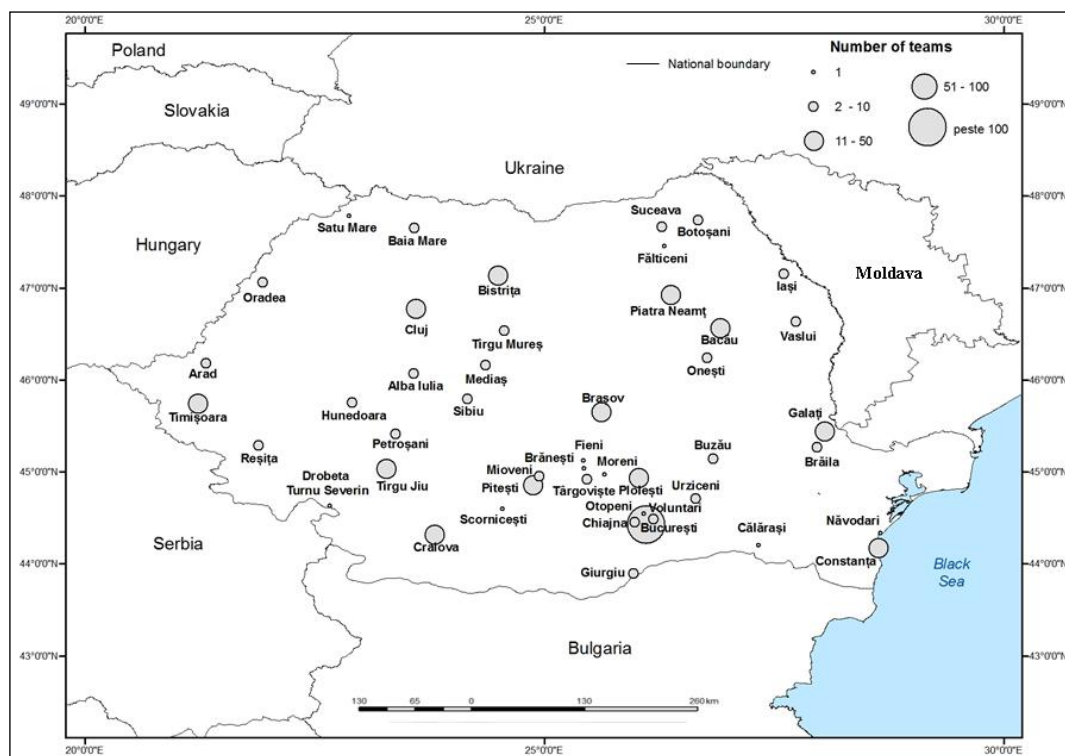 20°0'0"E
25°0'0"E
30°0'0"E
Poland
Number of teams
National boundary
1
51 - 100
2 - 10
peste 100
11 - 50
Slovakia
49°0'0"N
49°0'0"N
Ukraine
48°0'0"N
48°0'0"N
Suceava
Satu Mare
Baia Mare
Botoșani
Hungary
Fălticeni
Moldava
47°0'0"N
47°0'0"N
Oradea
Bistrița
Iași
Piatra Neamț
Cluj
Tîrgu Mureș
Bacău
Vaslui
Onești
46°0'0"N
46°0'0"N
Arad
Mediaș
Alba Iulia
Timișoara
Hunedoara
Sibiu
Brașov
Galați
Petroșani
Fieni
Buzău
Reșița
Brănești
Moreni
Brăila
45°0'0"N
45°0'0"N
Mioveni
Drobeta
Turnu Severin
Tîrgu Jiu
Pitești
Târgoviște
Ploiești
Urziceni
Otopeni
Voluntari
Scornicești
Chiajna
București
Călărași
Năvodari
Craiova
Serbia
Constanța
44°0'0"N
44°0'0"N
Giurgiu
Black
Sea
Bulgaria
43°0'0"N
43°0'0"N
130
65
0
130
260 km
20°0'0"E
25°0'0"E
30°0'0"E